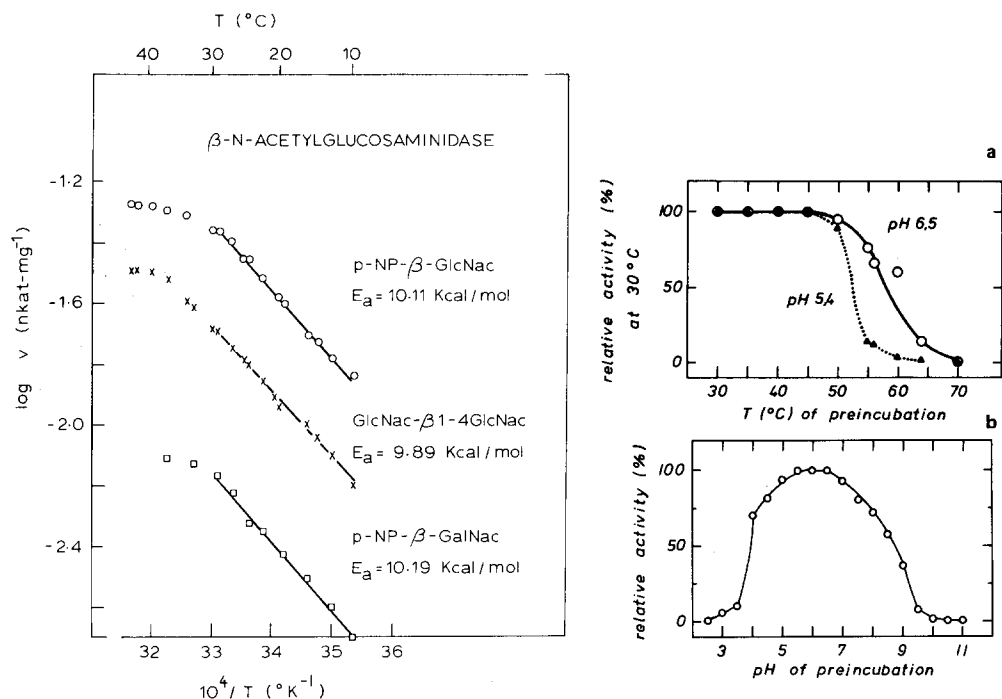 T (°C)
40 30 20 10
β-N-ACETYLGLUCOSAMINIDASE
-1·2
-1·6
-2·0
-2·4
log v (nkat-mg⁻¹)
p-NP-β-GlcNac
Ea= 10·11 Kcal/mol
GlcNac-β1-4GlcNac
Ea= 9·89 Kcal/mol
p-NP-β-GalNac
Ea= 10·19 Kcal/mol
32 33 34 35 36
10⁴/T (°K⁻¹)
a
relative activity (%)
at 30°C
100
50
0
pH 6,5
pH 5,4
30 40 50 60 70
T (°C) of preincubation
b
relative activity (%)
100
50
0
3 5 7 9 11
pH of preincubation